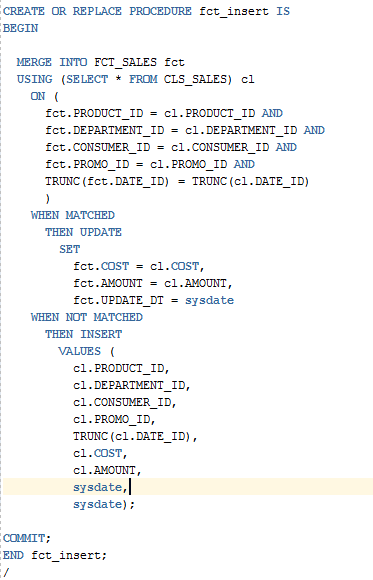 CREATE OR REPLACE PROCEDURE fct_insert IS
BEGIN
MERGE INTO FCT_SALES fct
USING (SELECT * FROM CLS_SALES) cl
ON (
fct.PRODUCT_ID = cl.PRODUCT_ID AND
fct.DEPARTMENT_ID = cl.DEPARTMENT_ID AND
fct.CONSUMER_ID = cl.CONSUMER_ID AND
fct.PROMO_ID = cl.PROMO_ID AND
TRUNC(fct.DATE_ID) = TRUNC(cl.DATE_ID)
)
WHEN MATCHED
THEN UPDATE
SET
fct.COST = cl.COST,
fct.AMOUNT = cl.AMOUNT,
fct.UPDATE_DT = sysdate
WHEN NOT MATCHED
THEN INSERT
VALUES (
cl.PRODUCT_ID,
cl.DEPARTMENT_ID,
cl.CONSUMER_ID,
cl.PROMO_ID,
TRUNC(cl.DATE_ID),
cl.COST,
cl.AMOUNT,
sysdate,
sysdate);
COMMIT;
END fct_insert;
/